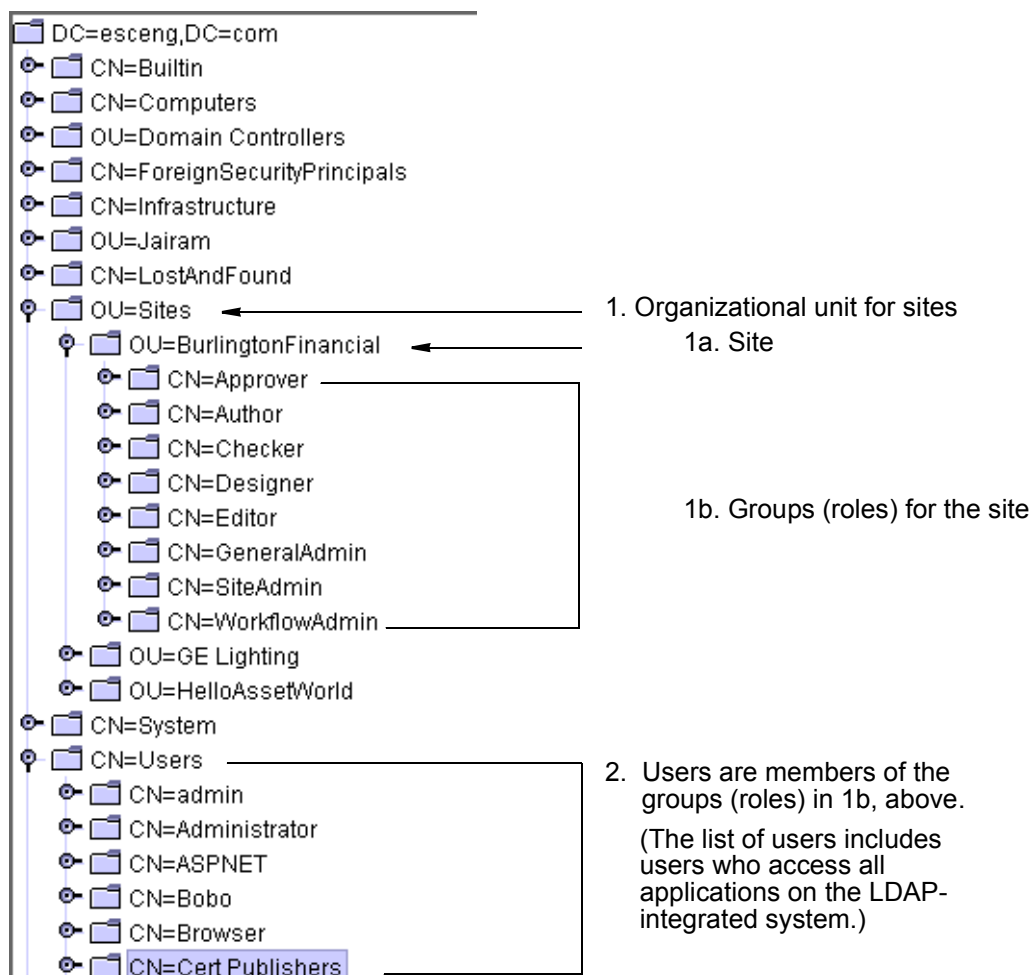 DC=esceng,DC=com
CN=Builtin
CN=Computers
OU=Domain Controllers
CN=ForeignSecurityPrincipals
CN=Infrastructure
OU=Jairam
CN=LostAndFound
OU=Sites
1. Organizational unit for sites
OU=BurlingtonFinancial
1a. Site
CN=Approver
CN=Author
CN=Checker
CN=Designer
CN=Editor
1b. Groups (roles) for the site
CN=GeneralAdmin
CN=SiteAdmin
CN=WorkflowAdmin
OU=GE Lighting
OU=HelloAssetWorld
CN=System
CN=Users
CN=admin
CN=Administrator
CN=ASPNET
CN=Bobo
CN=Browser
CN=Cert Publishers
2. Users are members of the
groups (roles) in 1b, above.
(The list of users includes
users who access all
applications on the LDAP-
integrated system.)